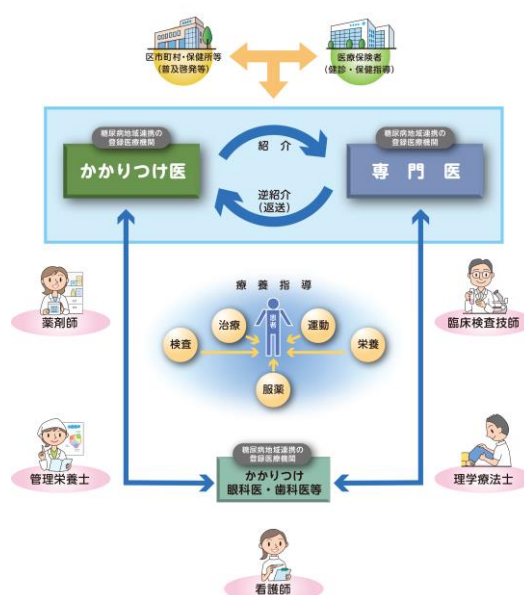 区市町村・保健所等
(普及啓発等)
医療保険者
(健診・保健指導)
糖尿病地域連携の
登録医療機関
かかりつけ医
紹 介
逆紹介
(返送)
糖尿病地域連携の
登録医療機関
専 門 医
療 養 指 導
薬剤師
臨床検査技師
検査
治療
患者
運動
栄養
服薬
管理栄養士
理学療法士
糖尿病地域連携の
登録医療機関
かかりつけ
眼科医・歯科医等
看護師